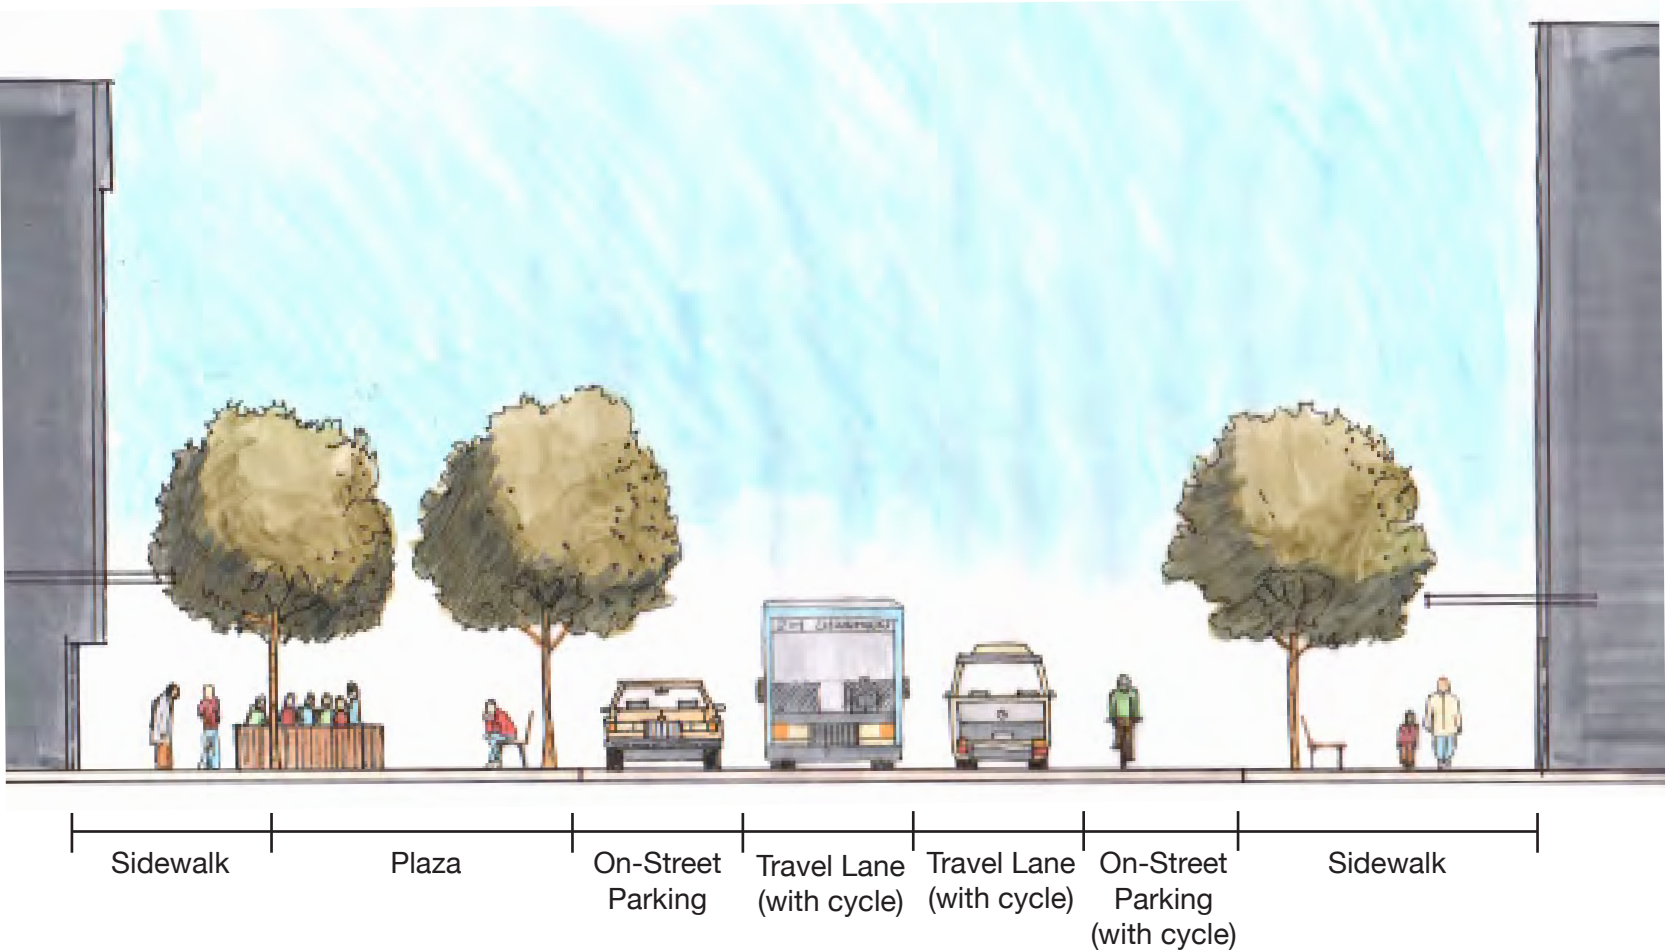 Sidewalk
Plaza
On-Street
Parking
Travel Lane
(with cycle)
Travel Lane
(with cycle)
On-Street
Parking
(with cycle)
Sidewalk